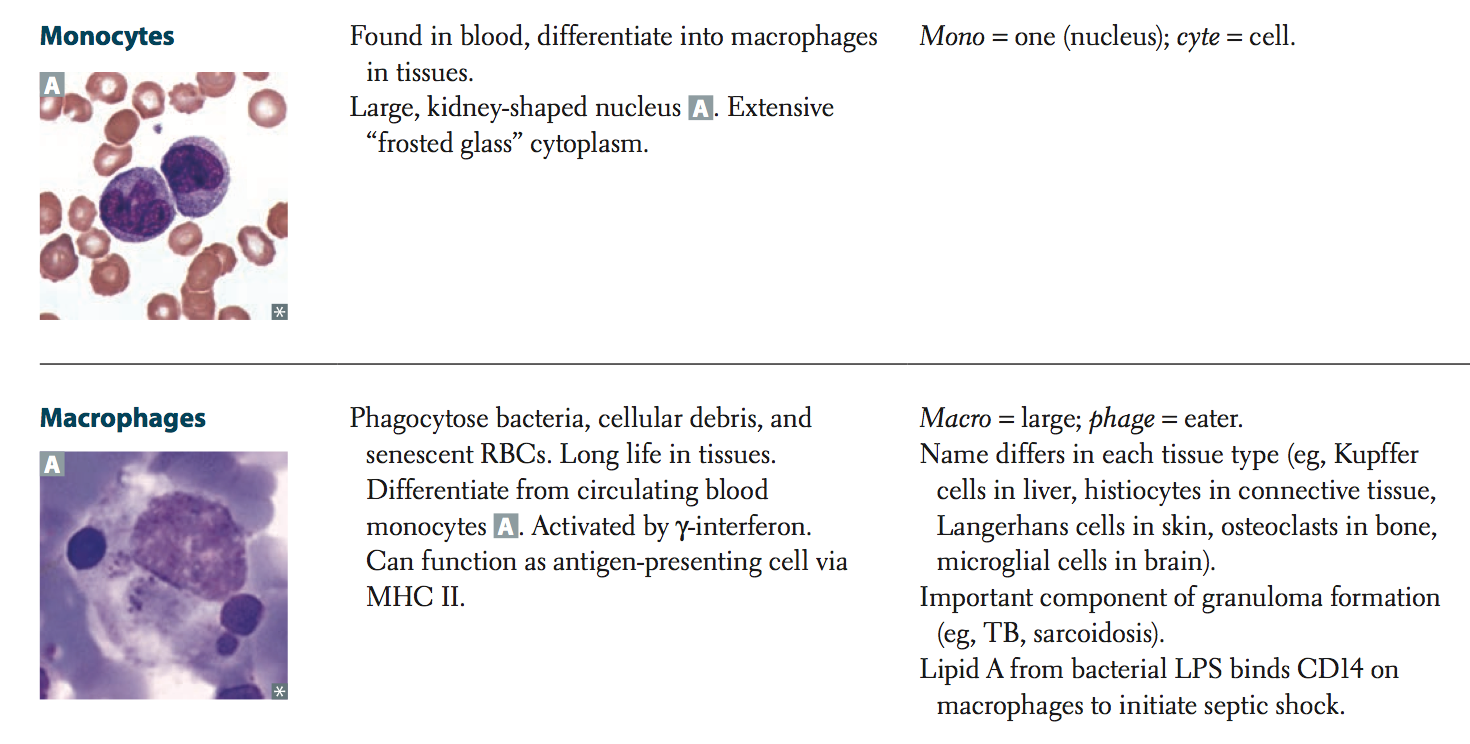 Monocytes
A
Found in blood, differentiate into macrophages
in tissues.
Large, kidney-shaped nucleus A. Extensive
“frosted glass” cytoplasm.
Mono = one (nucleus); cyte = cell.
*
Macrophages
A
Phagocytose bacteria, cellular debris, and
senescent RBCs. Long life in tissues.
Differentiate from circulating blood
monocytes A. Activated by γ-interferon.
Can function as antigen-presenting cell via
MHC II.
Macro = large; phage = eater.
Name differs in each tissue type (eg, Kupffer
cells in liver, histiocytes in connective tissue,
Langerhans cells in skin, osteoclasts in bone,
microglial cells in brain).
Important component of granuloma formation
(eg, TB, sarcoidosis).
Lipid A from bacterial LPS binds CD14 on
macrophages to initiate septic shock.
*